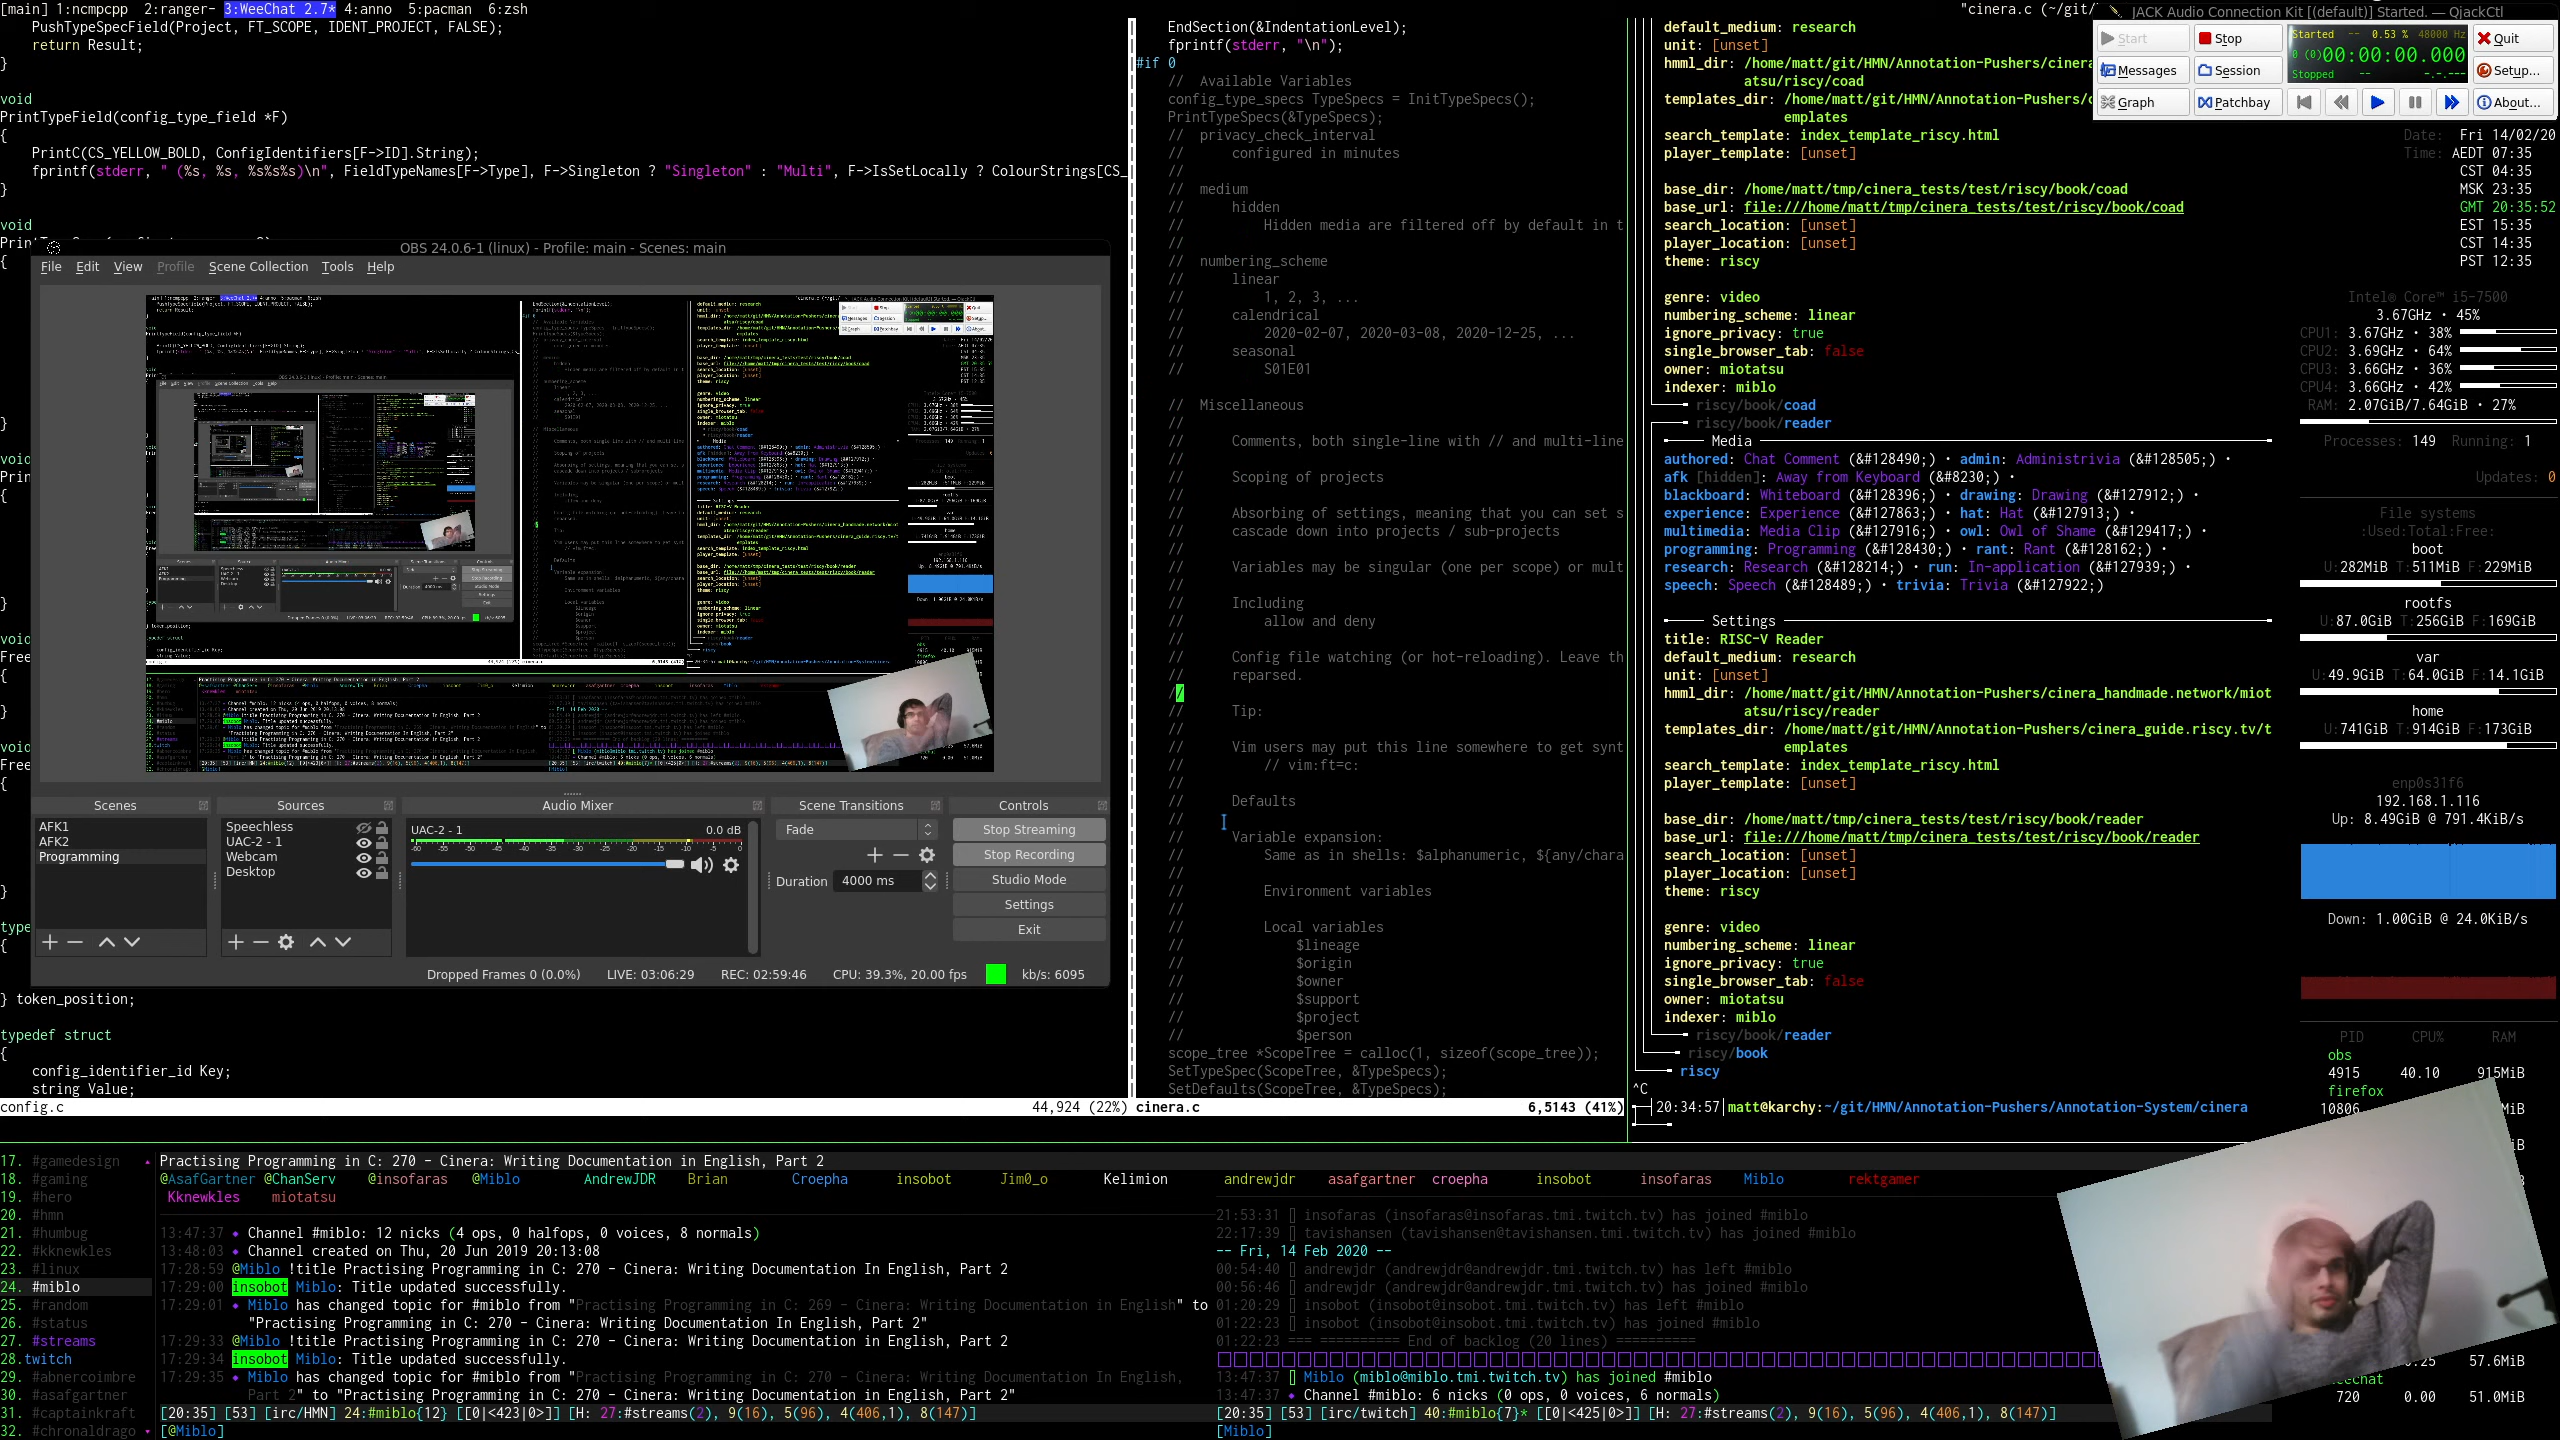 [main] 1:ncmpcpp  2:ranger- 3:WeeChat 2.7* 4:anno  5:pacman  6:zsh
"cinera.c (~/git/
PushTypeSpecField(Project, FT_SCOPE, IDENT_PROJECT, FALSE);
return Result;
}
void
PrintTypeField(config_type_field *F)
{
PrintC(CS_YELLOW_BOLD, ConfigIdentifiers[F->ID].String);
fprintf(stderr, " (%s, %s, %s%s%s)\n", FieldTypeNames[F->Type], F->Singleton ? "Singleton" : "Multi", F->IsSetLocally ? ColourStrings[CS_
}
void
{
}
void
{
}
void
Free
{
}
void
Free
{
}
type
{
} token_position;
typedef struct
{
config_identifier_id Key;
string Value;
config.c 44,924 (22%)
OBS 24.0.6-1 (linux) - Profile: main - Scenes: main
File Edit View Profile Scene Collection Tools Help
Scenes
AFK1
AFK2
Programming
Sources
Speechless
UAC-2 - 1
Webcam
Desktop
Audio Mixer
UAC-2 - 1 0.0 dB
-60 -55 -50 -45 -40 -35 -30 -25 -20 -15 -10 -5 0
Scene Transitions
Fade
Duration 4000 ms
Controls
Stop Streaming
Stop Recording
Studio Mode
Settings
Exit
Dropped Frames 0 (0.0%) LIVE: 03:06:29 REC: 02:59:46 CPU: 39.3%, 20.00 fps kb/s: 6095
EndSection(&IndentationLevel);
fprintf(stderr, "\n");
#if 0
//  Available Variables
config_type_specs TypeSpecs = InitTypeSpecs();
PrintTypeSpecs(&TypeSpecs);
//  privacy_check_interval
//      configured in minutes
//
//  medium
//      hidden
//          Hidden media are filtered off by default in t
//
//  numbering_scheme
//      linear
//          1, 2, 3, ...
//      calendrical
//          2020-02-07, 2020-03-08, 2020-12-25, ...
//      seasonal
//          S01E01
//
//  Miscellaneous
//
//      Comments, both single-line with // and multi-line
//
//      Scoping of projects
//
//      Absorbing of settings, meaning that you can set s
//      cascade down into projects / sub-projects
//
//      Variables may be singular (one per scope) or mult
//
//      Including
//          allow and deny
//
//      Config file watching (or hot-reloading). Leave th
//      reparsed.
//
//      Tip:
//
//      Vim users may put this line somewhere to get synt
//          // vim:ft=c:
//
//      Defaults
//
//      Variable expansion:
//          Same as in shells: $alphanumeric, ${any/chara
//
//          Environment variables
//
//          Local variables
//              $lineage
//              $origin
//              $owner
//              $support
//              $project
//              $person
scope_tree *ScopeTree = calloc(1, sizeof(scope_tree));
SetTypeSpec(ScopeTree, &TypeSpecs);
SetDefaults(ScopeTree, &TypeSpecs);
cinera.c 6,5143 (41%)
default_medium: research
unit: [unset]
hmml_dir: /home/matt/git/HMN/Annotation-Pushers/cinera
atsu/riscy/coad
templates_dir: /home/matt/git/HMN/Annotation-Pushers/c
emplates
search_template: index_template_riscy.html
player_template: [unset]
base_dir: /home/matt/tmp/cinera_tests/test/riscy/book/coad
base_url: file:///home/matt/tmp/cinera_tests/test/riscy/book/coad
search_location: [unset]
player_location: [unset]
theme: riscy
genre: video
numbering_scheme: linear
ignore_privacy: true
single_browser_tab: false
owner: miotatsu
indexer: miblo
riscy/book/coad
riscy/book/reader
Media
authored: Chat Comment (&#128490;) • admin: Administrivia (&#128505;) •
afk [hidden]: Away from Keyboard (&#8230;) •
blackboard: Whiteboard (&#128396;) • drawing: Drawing (&#127912;) •
experience: Experience (&#127863;) • hat: Hat (&#127913;) •
multimedia: Media Clip (&#127916;) • owl: Owl of Shame (&#129417;) •
programming: Programming (&#128430;) • rant: Rant (&#128162;) •
research: Research (&#128214;) • run: In-application (&#127939;) •
speech: Speech (&#128489;) • trivia: Trivia (&#127922;)
Settings
title: RISC-V Reader
default_medium: research
unit: [unset]
hmml_dir: /home/matt/git/HMN/Annotation-Pushers/cinera_handmade.network/miot
atsu/riscy/reader
templates_dir: /home/matt/git/HMN/Annotation-Pushers/cinera_guide.riscy.tv/t
emplates
search_template: index_template_riscy.html
player_template: [unset]
base_dir: /home/matt/tmp/cinera_tests/test/riscy/book/reader
base_url: file:///home/matt/tmp/cinera_tests/test/riscy/book/reader
search_location: [unset]
player_location: [unset]
theme: riscy
genre: video
numbering_scheme: linear
ignore_privacy: true
single_browser_tab: false
owner: miotatsu
indexer: miblo
riscy/book/reader
riscy/book
riscy
^C
20:34:57 matt@karchy:~/git/HMN/Annotation-Pushers/Annotation-System/cinera
JACK Audio Connection Kit [(default)] Started. — QjackCtl
Start Stop Started -- 0.53 % 48000 Hz Quit
Messages Session 0 (0) 00:00:00.000 Setup...
Stopped -- -.-.---
Graph Patchbay About...
Date: Fri 14/02/20
Time: AEDT 07:35
CST 04:35
MSK 23:35
GMT 20:35:52
EST 15:35
CST 14:35
PST 12:35
Intel® Core™ i5-7500
3.67GHz • 45%
CPU1: 3.67GHz • 38%
CPU2: 3.69GHz • 64%
CPU3: 3.66GHz • 36%
CPU4: 3.66GHz • 42%
RAM: 2.07GiB/7.64GiB • 27%
Processes: 149  Running: 1
Updates: 0
File systems
:Used:Total:Free:
boot
U:282MiB T:511MiB F:229MiB
rootfs
U:87.0GiB T:256GiB F:169GiB
var
U:49.9GiB T:64.0GiB F:14.1GiB
home
U:741GiB T:914GiB F:173GiB
enp0s31f6
192.168.1.116
Up: 8.49GiB @ 791.4KiB/s
Down: 1.00GiB @ 24.0KiB/s
PID CPU% RAM
obs
4915 40.10 915MiB
firefox
10806
57.6MiB
720 0.00 51.0MiB
17. #gamedesign
18. #gaming
19. #hero
20. #hmn
21. #humbug
22. #kknewkles
23. #linux
24. #miblo
25. #random
26. #status
27. #streams
28.twitch
29. #abnercoimbre
30. #asafgartner
31. #captainkraft
32. #chronaldrago
Practising Programming in C: 270 - Cinera: Writing Documentation in English, Part 2
@AsafGartner @ChanServ @insofaras @Miblo AndrewJDR Brian Croepha insobot Jim0_o Kelimion
Kknewkles miotatsu
13:47:37 Channel #miblo: 12 nicks (4 ops, 0 halfops, 0 voices, 8 normals)
13:48:03 Channel created on Thu, 20 Jun 2019 20:13:08
17:28:59 @Miblo !title Practising Programming in C: 270 - Cinera: Writing Documentation In English, Part 2
17:29:00 insobot Miblo: Title updated successfully.
17:29:01 Miblo has changed topic for #miblo from "Practising Programming in C: 269 - Cinera: Writing Documentation in English" to
"Practising Programming in C: 270 - Cinera: Writing Documentation In English, Part 2"
17:29:33 @Miblo !title Practising Programming in C: 270 - Cinera: Writing Documentation in English, Part 2
17:29:34 insobot Miblo: Title updated successfully.
17:29:35 Miblo has changed topic for #miblo from "Practising Programming in C: 270 - Cinera: Writing Documentation In English,
Part 2" to "Practising Programming in C: 270 - Cinera: Writing Documentation in English, Part 2"
[20:35] [53] [irc/HMN] 24:#miblo{12} [[0|<423|0>]] [H: 27:#streams(2), 9(16), 5(96), 4(406,1), 8(147)]
[@Miblo]
andrewjdr asafgartner croepha insobot insofaras Miblo rektgamer
21:53:31 insofaras (insofaras@insofaras.tmi.twitch.tv) has joined #miblo
22:17:39 tavishansen (tavishansen@tavishansen.tmi.twitch.tv) has joined #miblo
-- Fri, 14 Feb 2020 --
00:54:40 andrewjdr (andrewjdr@andrewjdr.tmi.twitch.tv) has left #miblo
00:56:46 andrewjdr (andrewjdr@andrewjdr.tmi.twitch.tv) has joined #miblo
01:20:29 insobot (insobot@insobot.tmi.twitch.tv) has left #miblo
01:22:23 insobot (insobot@insobot.tmi.twitch.tv) has joined #miblo
01:22:23 === ========== End of backlog (20 lines) ==========
13:47:37 Miblo (miblo@miblo.tmi.twitch.tv) has joined #miblo
13:47:37 Channel #miblo: 6 nicks (0 ops, 0 voices, 6 normals)
[20:35] [53] [irc/twitch] 40:#miblo{7}* [[0|<425|0>]] [H: 27:#streams(2), 9(16), 5(96), 4(406,1), 8(147)]
[Miblo]